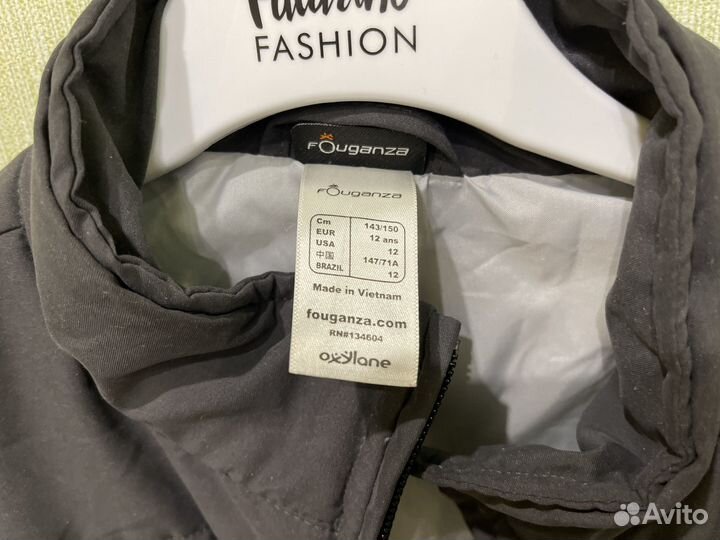 FASHION
FOuganza
FOuganza
Cm 143/150
EUR 12 ans
USA 12
中国 147/71A
BRAZIL 12
Made in Vietnam
fouganza.com
RN#134604
oxylane
Avito